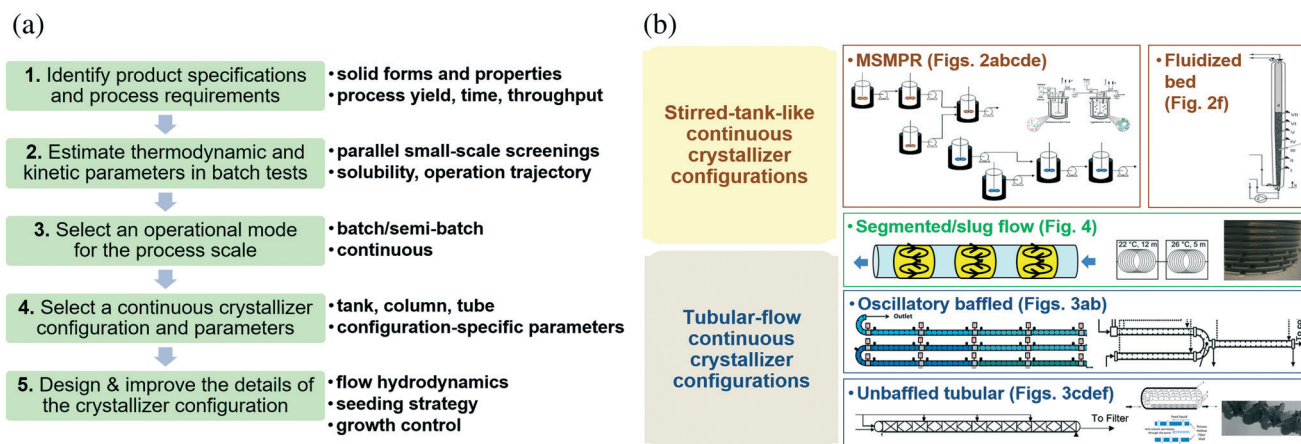 (a)
1. Identify product specifications
and process requirements
• solid forms and properties
• process yield, time, throughput
2. Estimate thermodynamic and
kinetic parameters in batch tests
• parallel small-scale screenings
• solubility, operation trajectory
3. Select an operational mode
for the process scale
• batch/semi-batch
• continuous
4. Select a continuous crystallizer
configuration and parameters
• tank, column, tube
• configuration-specific parameters
5. Design & improve the details of
the crystallizer configuration
• flow hydrodynamics
• seeding strategy
• growth control
(b)
Stirred-tank-like
continuous
crystallizer
configurations
Tubular-flow
continuous
crystallizer
configurations
• MSMPR (Figs. 2abcde)
• Fluidized
bed
(Fig. 2f)
VII
VI
V
IV
III
II
I
• Segmented/slug flow (Fig. 4)
22 °C, 12 m
26 °C, 5 m
• Oscillatory baffled (Figs. 3ab)
Outlet
• Unbaffled tubular (Figs. 3cdef)
To Filter